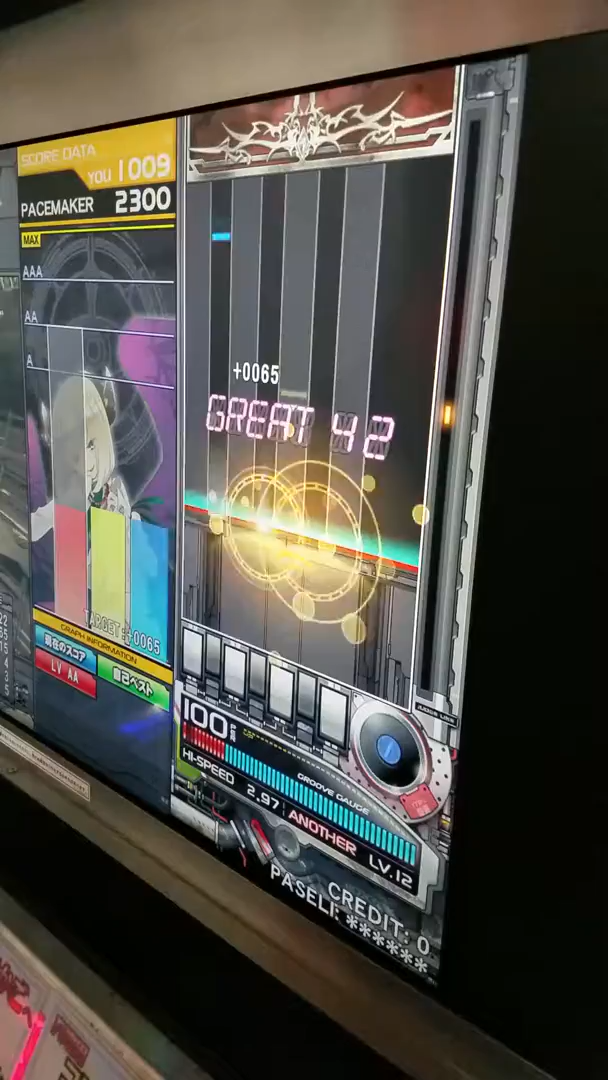 SCORE DATA
YOU 1009
PACEMAKER 2300
MAX
AAA
AA
A
+0065
GREAT 42
TARGET:+0065
GRAPH INFORMATION
現在のスコア
自己ベスト
LV AA
100
GROOVE GAUGE
HI-SPEED 2.97
ANOTHER LV.12
CREDIT: 0
PASELI: ******